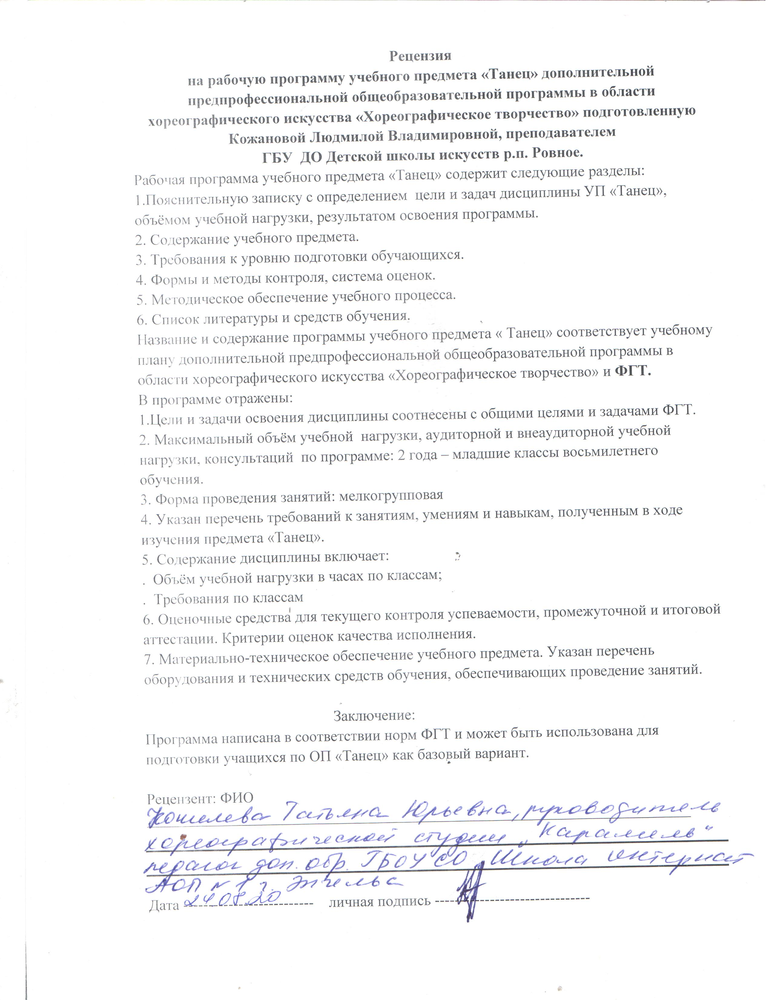 Рецензия
на рабочую программу учебного предмета «Танец» дополнительной
предпрофессиональной общеобразовательной программы в области
хореографического искусства «Хореографическое творчество» подготовленную
Кожановой Людмилой Владимировной, преподавателем
ГБУ  ДО Детской школы искусств р.п. Ровное.
Рабочая программа учебного предмета «Танец» содержит следующие разделы:
1.Пояснительную записку с определением  цели и задач дисциплины УП «Танец»,
объёмом учебной нагрузки, результатом освоения программы.
2. Содержание учебного предмета.
3. Требования к уровню подготовки обучающихся.
4. Формы и методы контроля, система оценок.
5. Методическое обеспечение учебного процесса.
6. Список литературы и средств обучения.
Название и содержание программы учебного предмета « Танец» соответствует учебному
плану дополнительной предпрофессиональной общеобразовательной программы в
области хореографического искусства «Хореографическое творчество» и ФГТ.
В программе отражены:
1.Цели и задачи освоения дисциплины соотнесены с общими целями и задачами ФГТ.
2. Максимальный объём учебной  нагрузки, аудиторной и внеаудиторной учебной
нагрузки, консультаций  по программе: 2 года – младшие классы восьмилетнего
обучения.
3. Форма проведения занятий: мелкогрупповая
4. Указан перечень требований к занятиям, умениям и навыкам, полученным в ходе
изучения предмета «Танец».
5. Содержание дисциплины включает:
.  Объём учебной нагрузки в часах по классам;
.  Требования по классам
6. Оценочные средства для текущего контроля успеваемости, промежуточной и итоговой
аттестации. Критерии оценок качества исполнения.
7. Материально-техническое обеспечение учебного предмета. Указан перечень
оборудования и технических средств обучения, обеспечивающих проведение занятий.
Заключение:
Программа написана в соответствии норм ФГТ и может быть использована для
подготовки учащихся по ОП «Танец» как базовый вариант.
Рецензент: ФИО
Кошелева Татьяна Юрьевна, руководитель
хореографической студии „Карамель“
педагог доп. обр. ГБОУ СО „Школа интернат
АОП № 1 г. Энгельса
Дата 24.08.20 личная подпись